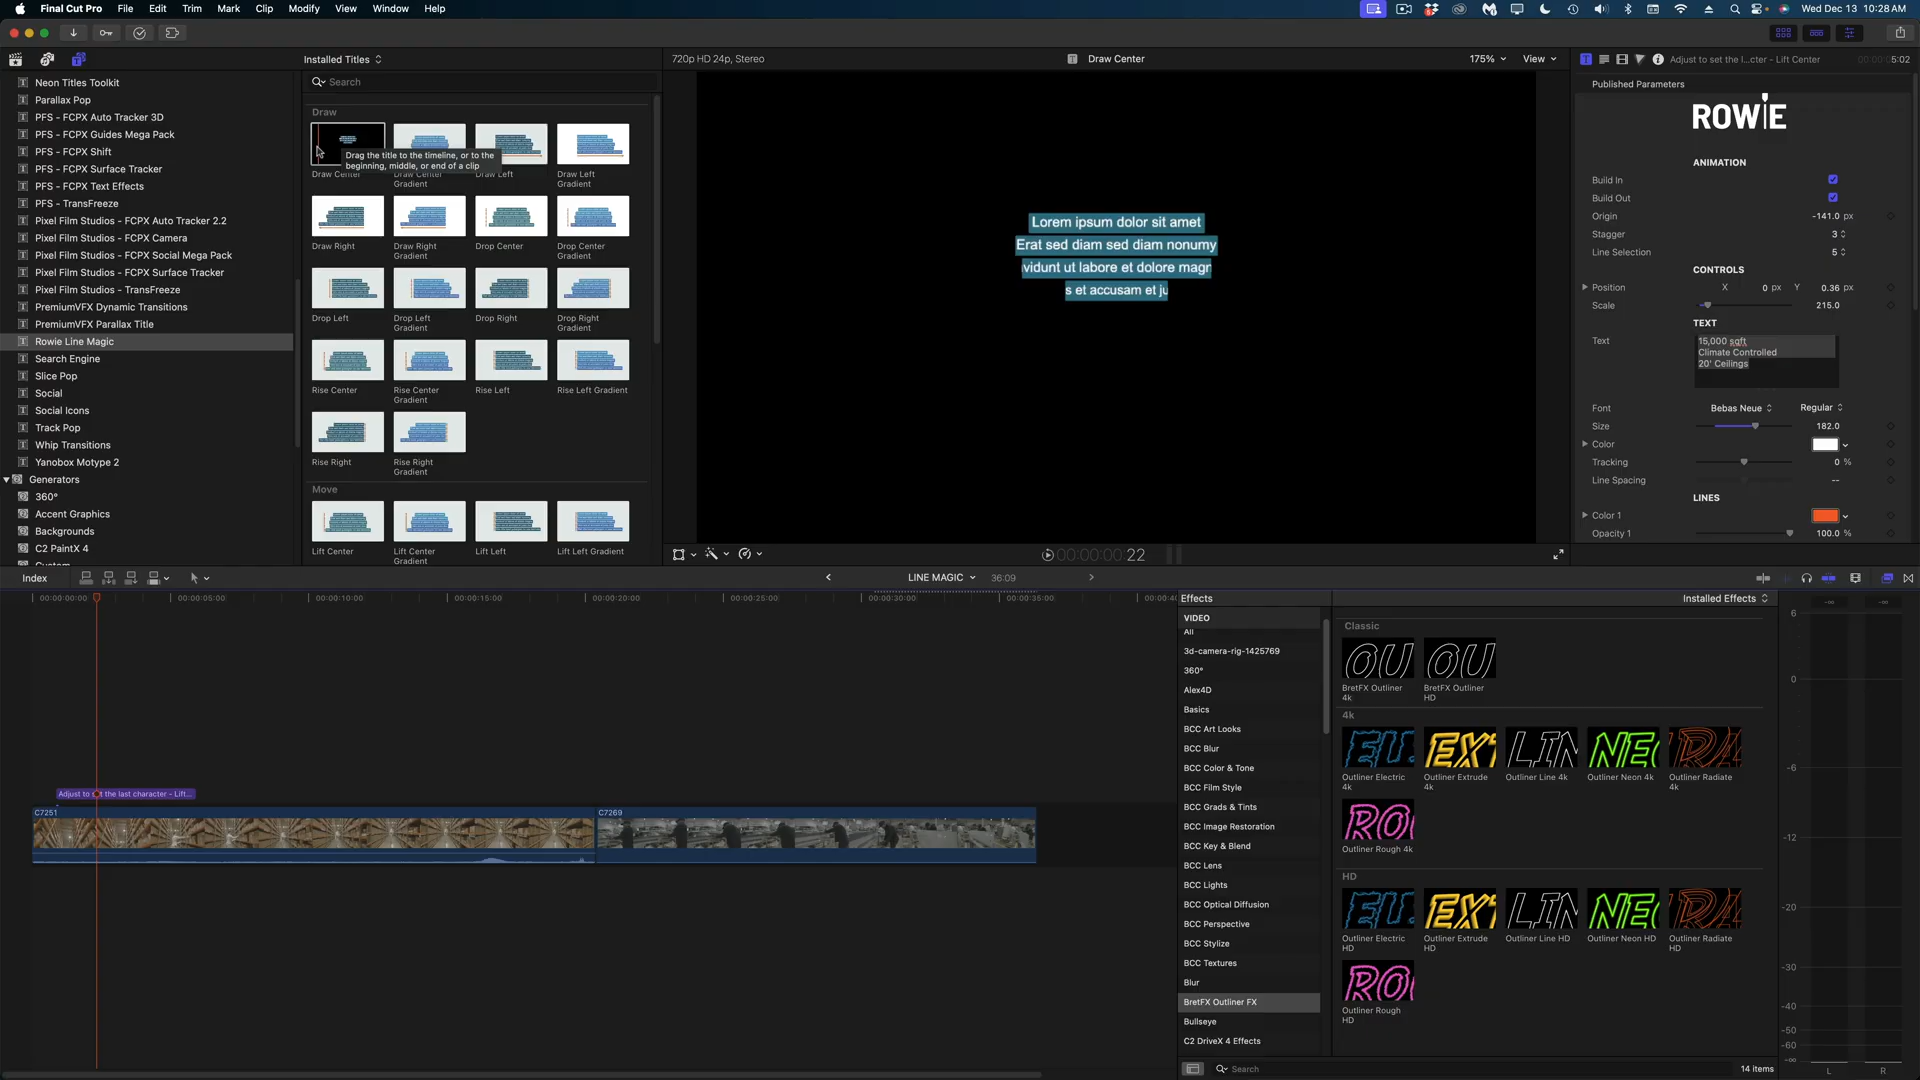 Final Cut Pro File Edit Trim Mark Clip Modify View Window Help
Wed Dec 13 10:28 AM
Installed Titles
720p HD 24p, Stereo
Draw Center
175%
View
Adjust to set the l...cter - Lift Center
5:02
Search
Neon Titles Toolkit
Parallax Pop
PFS - FCPX Auto Tracker 3D
PFS - FCPX Guides Mega Pack
PFS - FCPX Shift
PFS - FCPX Surface Tracker
PFS - FCPX Text Effects
PFS - TransFreeze
Pixel Film Studios - FCPX Auto Tracker 2.2
Pixel Film Studios - FCPX Camera
Pixel Film Studios - FCPX Social Mega Pack
Pixel Film Studios - FCPX Surface Tracker
Pixel Film Studios - FCPX TransFreeze
PremiumVFX Dynamic Transitions
PremiumVFX Parallax Title
Rowie Line Magic
Search Engine
Slice Pop
Social
Social Icons
Track Pop
Whip Transitions
Yanobox Motype 2
Generators
360°
Accent Graphics
Backgrounds
C2 PaintX 4
Draw
Drag the title to the timeline, or to the
beginning, middle, or end of a clip
Draw Center
Draw Center
Gradient
Draw Left
Draw Left
Gradient
Draw Right
Draw Right
Gradient
Drop Center
Drop Center
Gradient
Drop Left
Drop Left
Gradient
Drop Right
Drop Right
Gradient
Rise Center
Rise Center
Gradient
Rise Left
Rise Left Gradient
Rise Right
Rise Right
Gradient
Move
Lift Center
Lift Center
Gradient
Lift Left
Lift Left Gradient
Lorem ipsum dolor sit amet
Erat sed diam sed diam nonumy
vidunt ut labore et dolore magr
s et accusam et ju
00:00:00:22
Published Parameters
ROWIE
ANIMATION
Build In
Build Out
Origin -141.0 px
Stagger 3
Line Selection 5
CONTROLS
Position X 0 px Y 0.36 px
Scale 215.0
TEXT
Text
15,000 sqft
Climate Controlled
20' Ceilings
Font Bebas Neue Regular
Size 182.0
Color
Tracking 0 %
Line Spacing --
LINES
Color 1
Opacity 1 100.0 %
Index
LINE MAGIC
36:09
00:00:00:00
00:00:05:00
00:00:10:00
00:00:15:00
00:00:20:00
00:00:25:00
00:00:30:00
00:00:35:00
Adjust to set the last character - Lift...
C7251
C7269
Effects
Installed Effects
VIDEO
All
3d-camera-rig-1425769
360°
Alex4D
Basics
BCC Art Looks
BCC Blur
BCC Color & Tone
BCC Film Style
BCC Grads & Tints
BCC Image Restoration
BCC Key & Blend
BCC Lens
BCC Lights
BCC Optical Diffusion
BCC Perspective
BCC Stylize
BCC Textures
Blur
BretFX Outliner FX
Bullseye
C2 DriveX 4 Effects
Classic
OU OU
BretFX Outliner
4k
BretFX Outliner
HD
4k
Outliner Electric
4k
Outliner Extrude
4k
Outliner Line 4k
Outliner Neon 4k
Outliner Radiate
4k
Outliner Rough 4k
HD
Outliner Electric
HD
Outliner Extrude
HD
Outliner Line HD
Outliner Neon HD
Outliner Radiate
HD
Outliner Rough
HD
Search
14 items
6
0
-6
-12
-20
-30
-40
-50
-60
L R